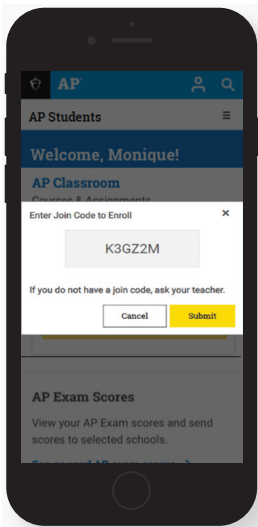 AP
AP Students
Welcome, Monique!
AP Classroom
Courses & Assignments
Enter Join Code to Enroll
×
K3GZ2M
If you do not have a join code, ask your teacher.
Cancel
Submit
AP Exam Scores
View your AP Exam scores and send
scores to selected schools.